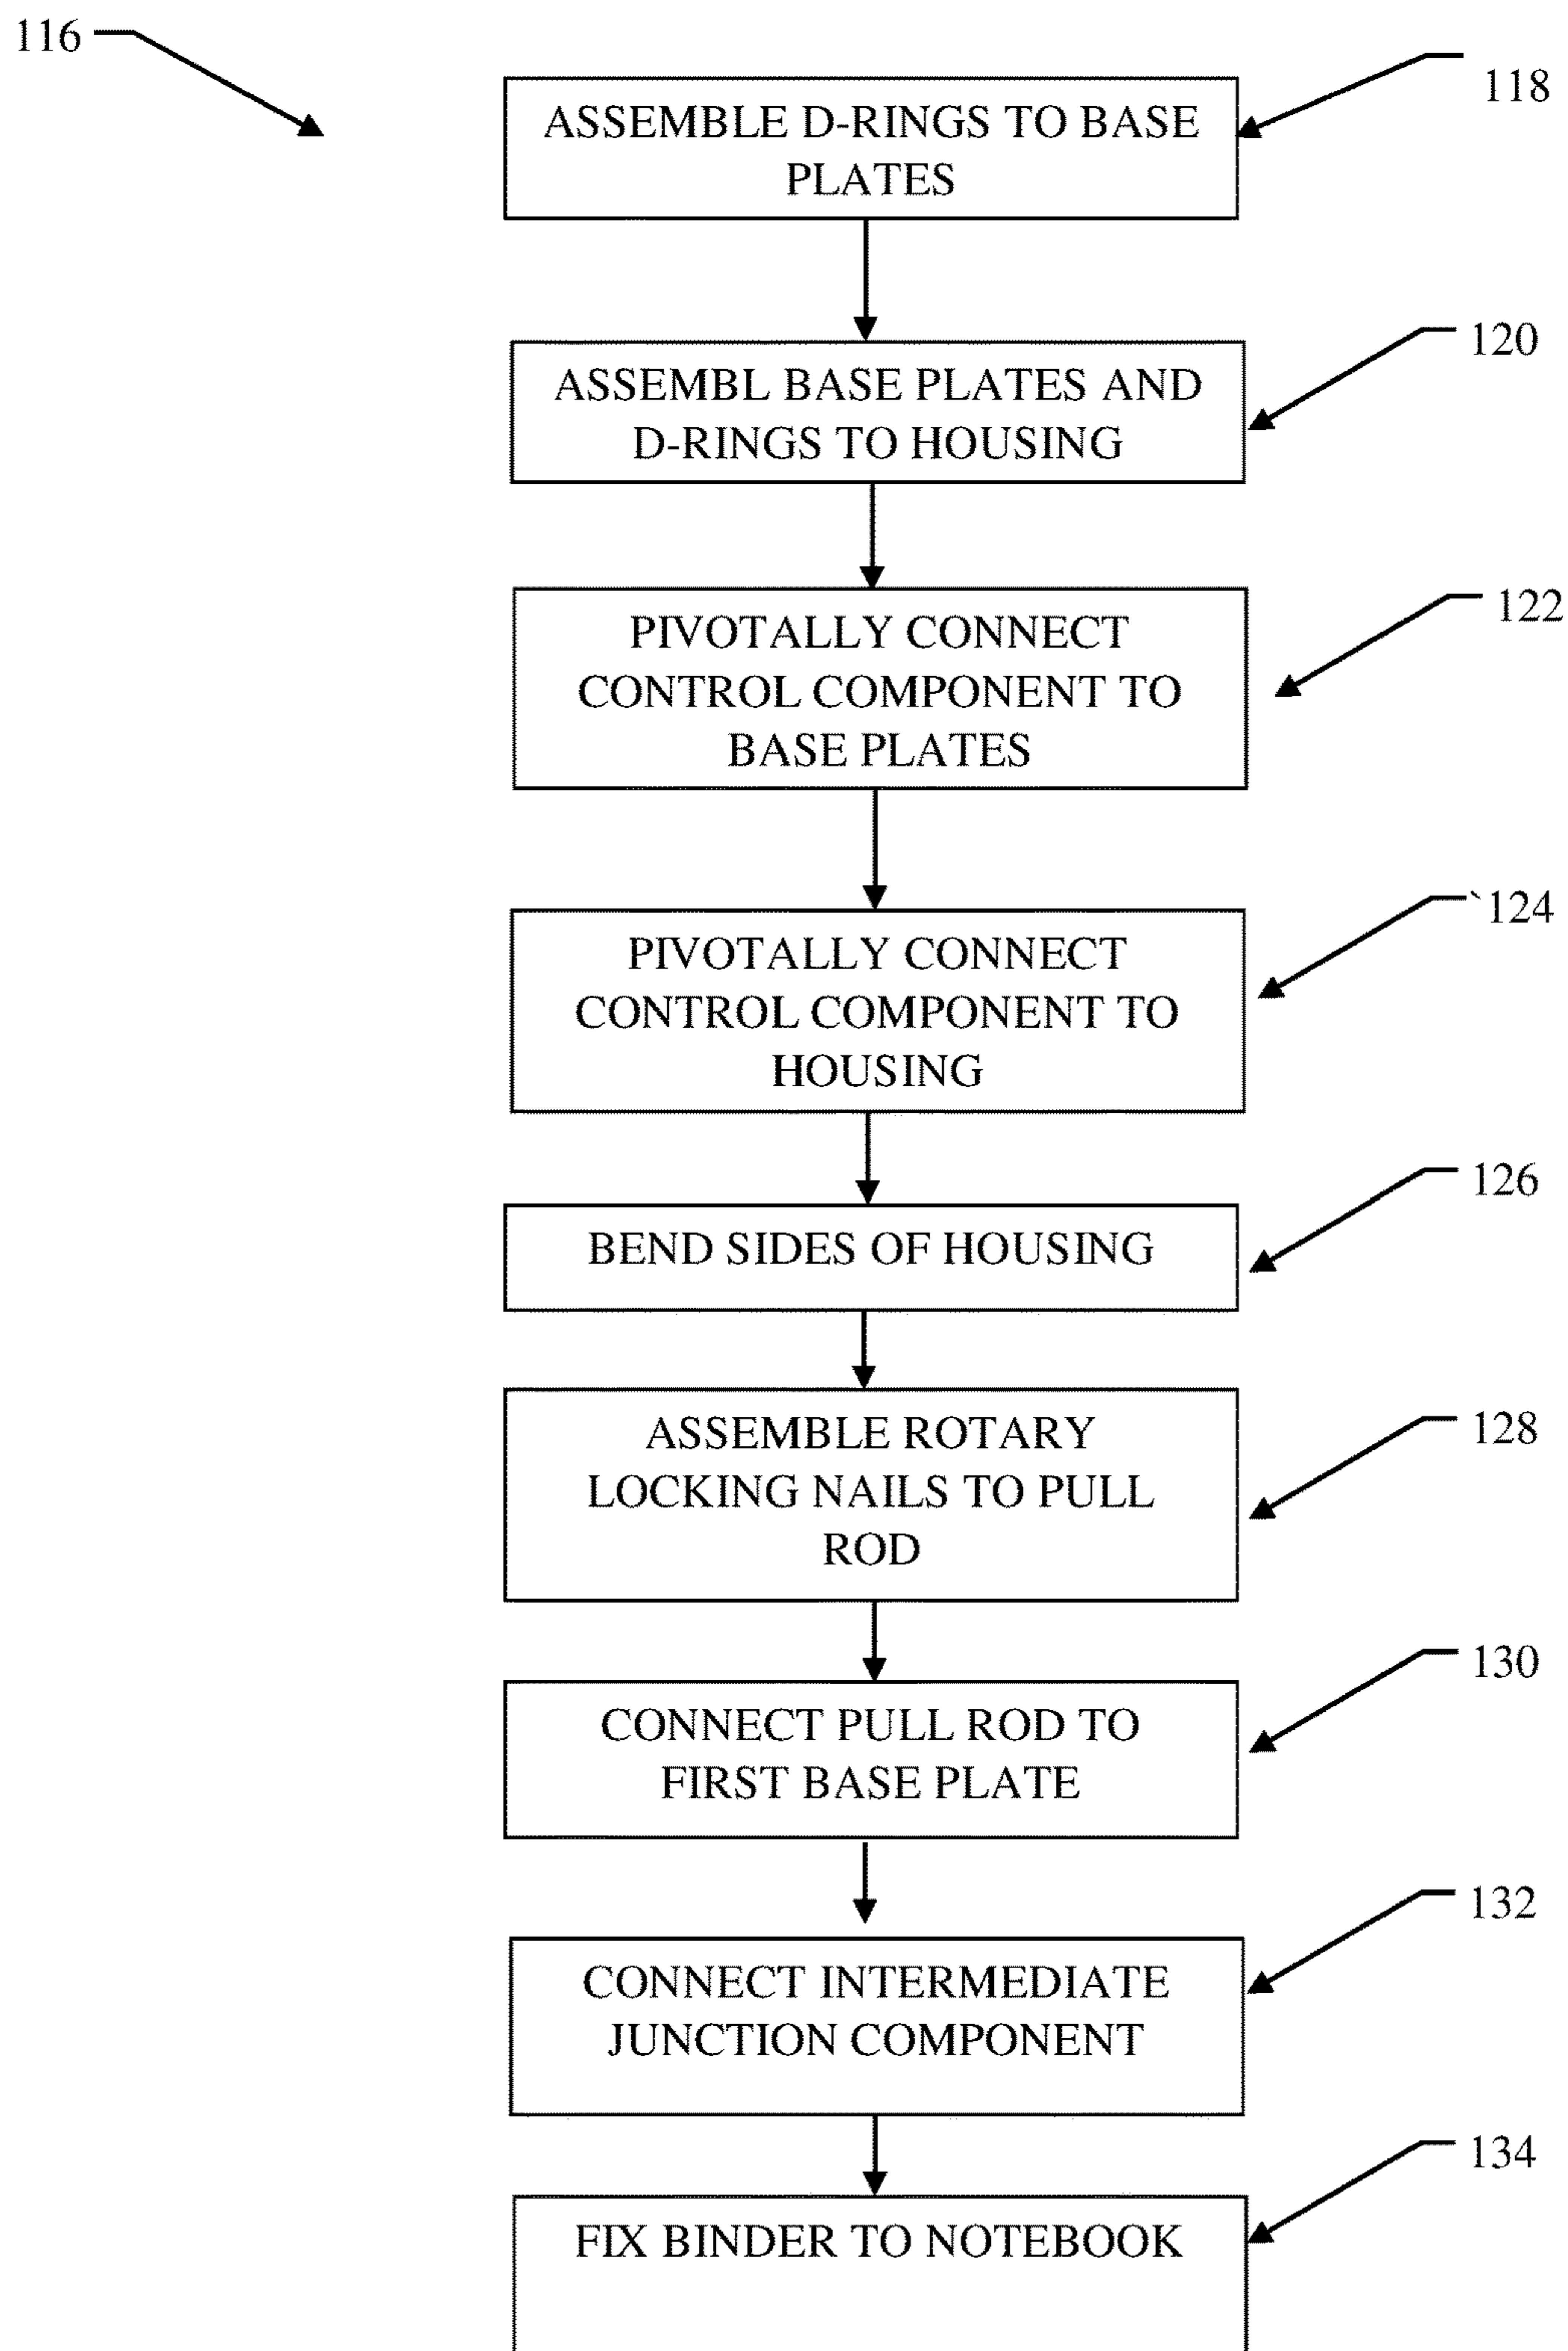 116
118
ASSEMBLE D-RINGS TO BASE
PLATES
120
ASSEMBL BASE PLATES AND
D-RINGS TO HOUSING
122
PIVOTALLY CONNECT
CONTROL COMPONENT TO
BASE PLATES
`124
PIVOTALLY CONNECT
CONTROL COMPONENT TO
HOUSING
126
BEND SIDES OF HOUSING
128
ASSEMBLE ROTARY
LOCKING NAILS TO PULL
ROD
130
CONNECT PULL ROD TO
FIRST BASE PLATE
132
CONNECT INTERMEDIATE
JUNCTION COMPONENT
134
FIX BINDER TO NOTEBOOK